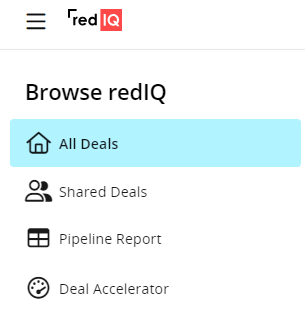 redIQ
Browse redIQ
All Deals
Shared Deals
Pipeline Report
Deal Accelerator